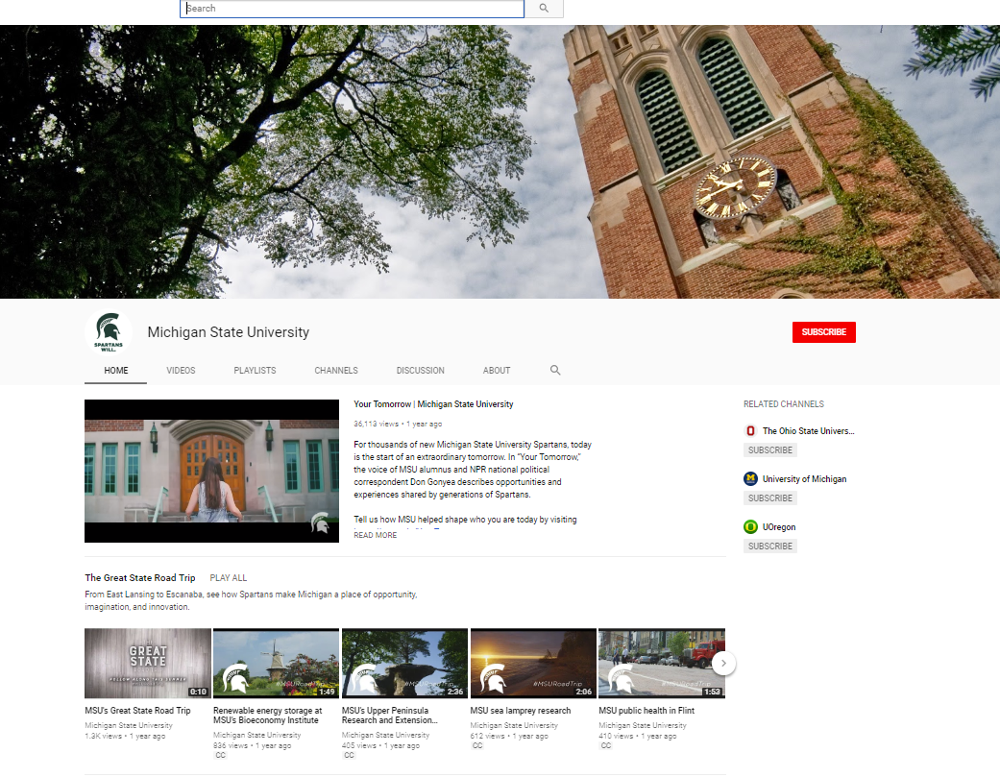 Search
SPARTANS
WILL.
Michigan State University
SUBSCRIBE
HOME VIDEOS PLAYLISTS CHANNELS DISCUSSION ABOUT
Your Tomorrow | Michigan State University
36,113 views • 1 year ago
For thousands of new Michigan State University Spartans, today
is the start of an extraordinary tomorrow. In "Your Tomorrow,"
the voice of MSU alumnus and NPR national political
correspondent Don Gonyea describes opportunities and
experiences shared by generations of Spartans.
Tell us how MSU helped shape who you are today by visiting
READ MORE
RELATED CHANNELS
The Ohio State Univers...
SUBSCRIBE
University of Michigan
SUBSCRIBE
UOregon
SUBSCRIBE
The Great State Road Trip PLAY ALL
From East Lansing to Escanaba, see how Spartans make Michigan a place of opportunity,
imagination, and innovation.
GREAT
STATE
FOLLOW ALONG THIS SUMMER
0:10
MSU's Great State Road Trip
Michigan State University
1.3K views • 1 year ago
#MSURoadTrip
1:49
Renewable energy storage at
MSU's Bioeconomy Institute
Michigan State University
836 views • 1 year ago
CC
#MSURoadTrip
2:36
MSU's Upper Peninsula
Research and Extension...
Michigan State University
405 views • 1 year ago
CC
#MSURoadTrip
2:06
MSU sea lamprey research
Michigan State University
612 views • 1 year ago
CC
#MSURoadTrip
1:53
MSU public health in Flint
Michigan State University
410 views • 1 year ago
CC